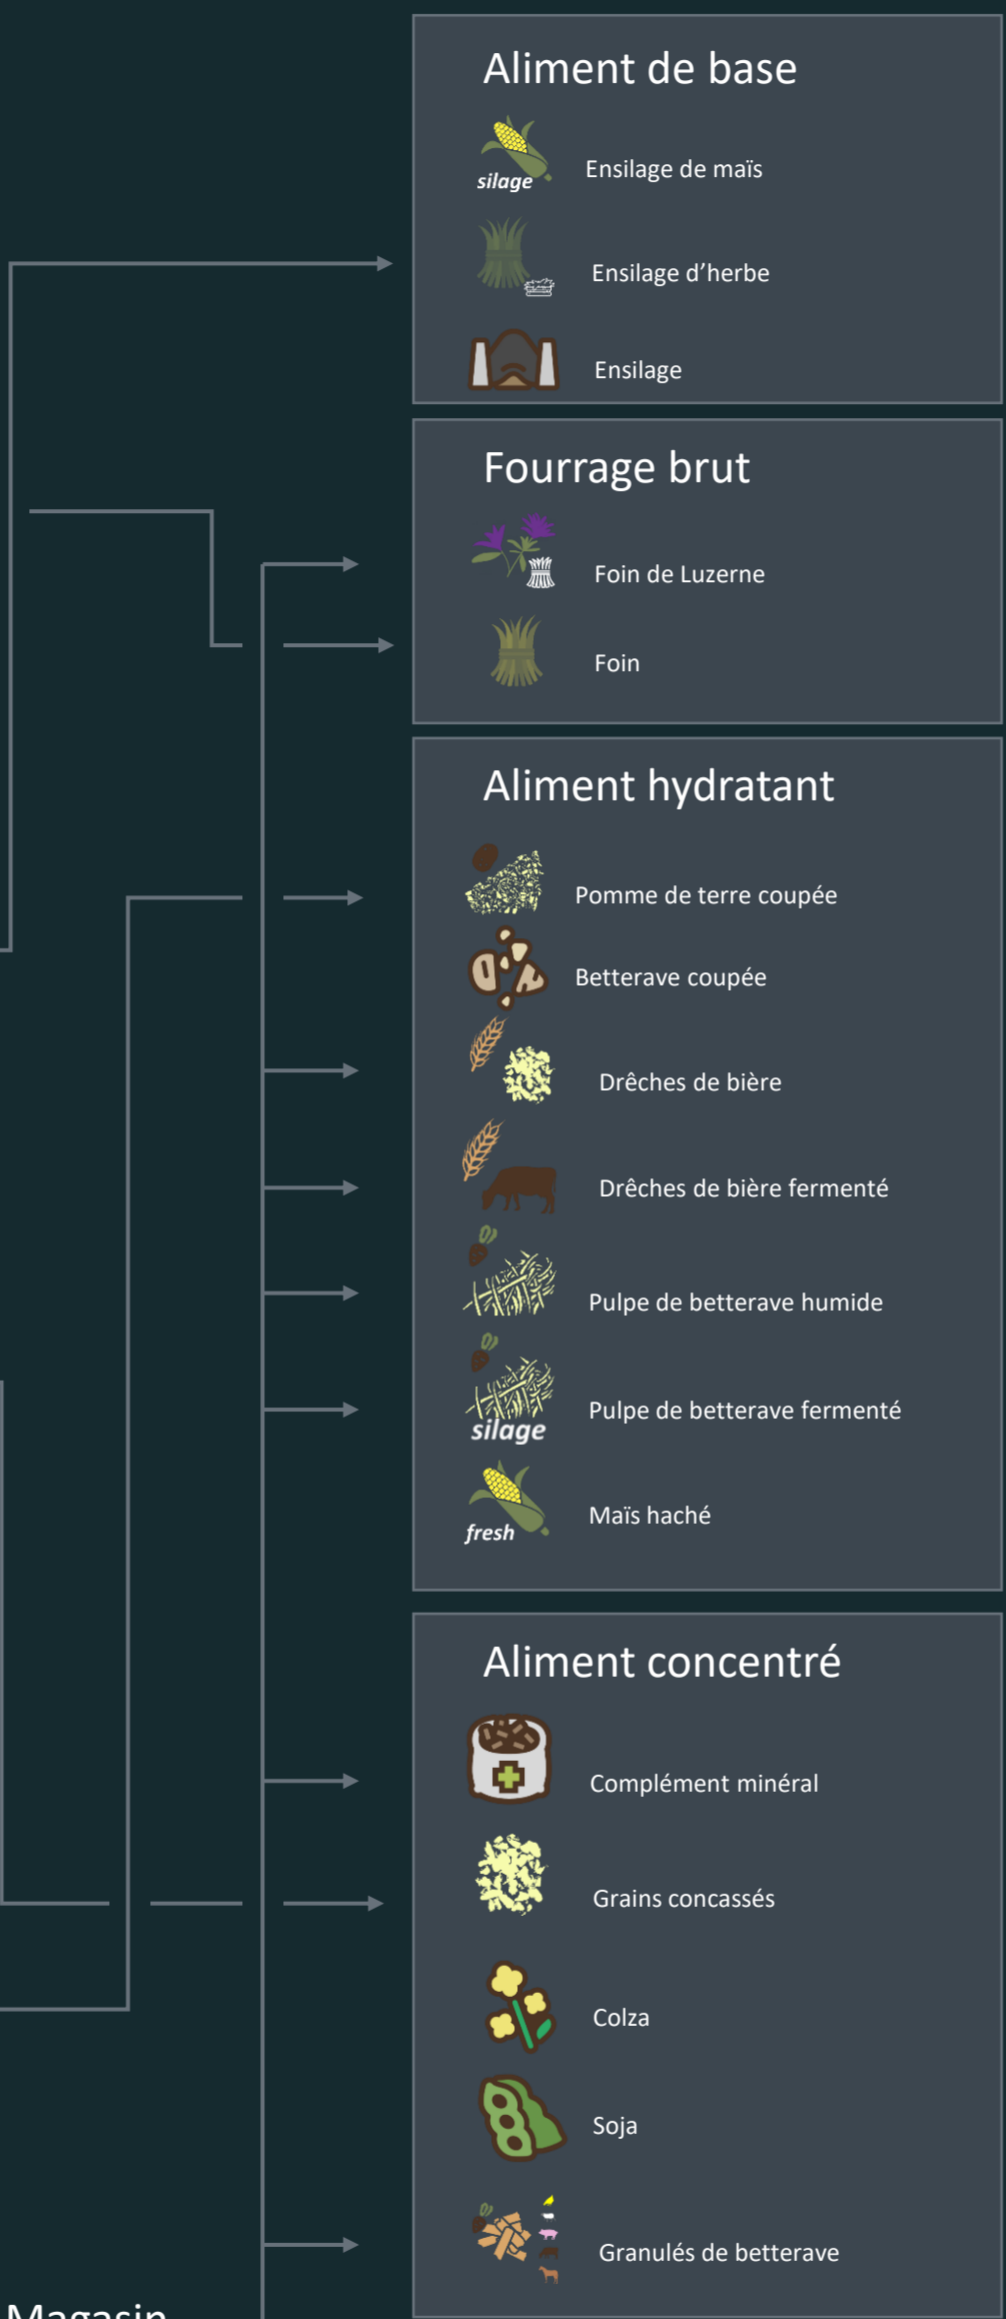 Aliment de base
silage
Ensilage de maïs
Ensilage d’herbe
Ensilage
Fourrage brut
Foin de Luzerne
Foin
Aliment hydratant
Pomme de terre coupée
Betterave coupée
Drêches de bière
Drêches de bière fermenté
Pulpe de betterave humide
Pulpe de betterave fermenté
silage
Maïs haché
fresh
Aliment concentré
Complément minéral
Grains concassés
Colza
Soja
Granulés de betterave
Magasin